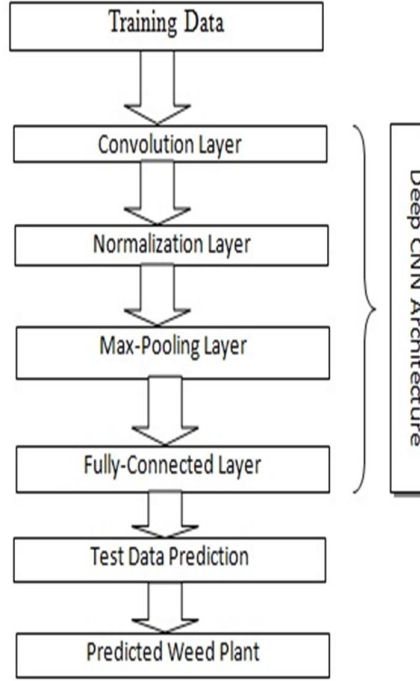 Training Data
Convolution Layer
Normalization Layer
Max-Pooling Layer
Fully-Connected Layer
Test Data Prediction
Predicted Weed Plant
Deep CNN Architecture